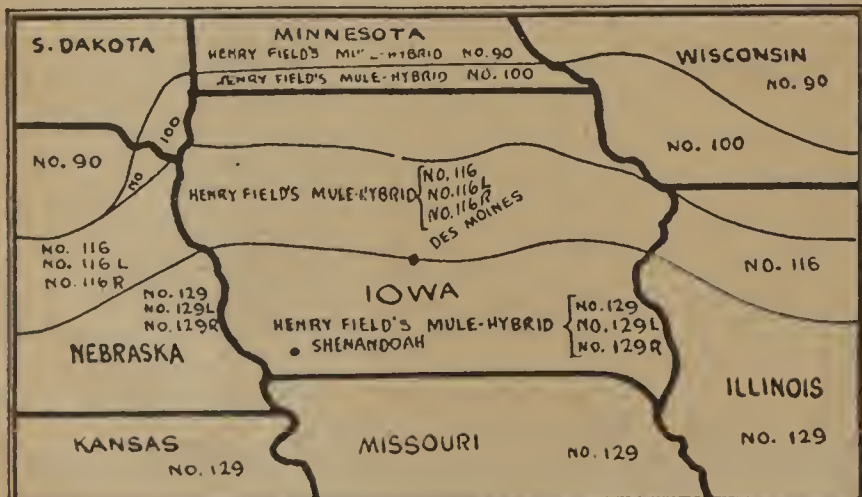 S. DAKOTA
MINNESOTA
HENRY FIELD'S HYBRID NO. 90
HENRY FIELD'S MULE-HYBRID NO. 100
WISCONSIN
NO. 90
NO. 100
NO. 90
NO 100
HENRY FIELD'S MULE-HYBRID
NO. 116
NO. 116L
NO. 116R
DES MOINES
NO. 116
NO. 116 L
NO. 116 R
NO. 116
NO. 129
NO. 129L
NO. 129R
IOWA
HENRY FIELD'S MULE-HYBRID
NO. 129
NO. 129L
NO. 129R
SHENANDOAH
NEBRASKA
ILLINOIS
NO. 129
KANSAS
NO. 129
MISSOURI
NO. 129